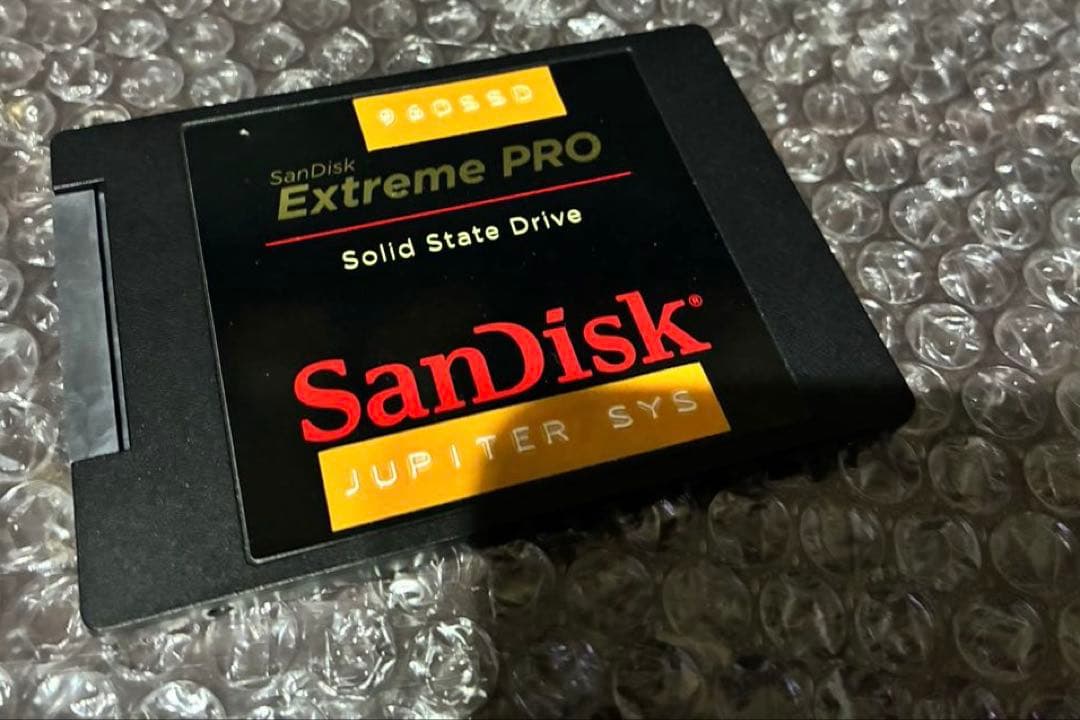 960SSD
SanDisk
Extreme PRO
Solid State Drive
SanDisk®
JUPITER SYS